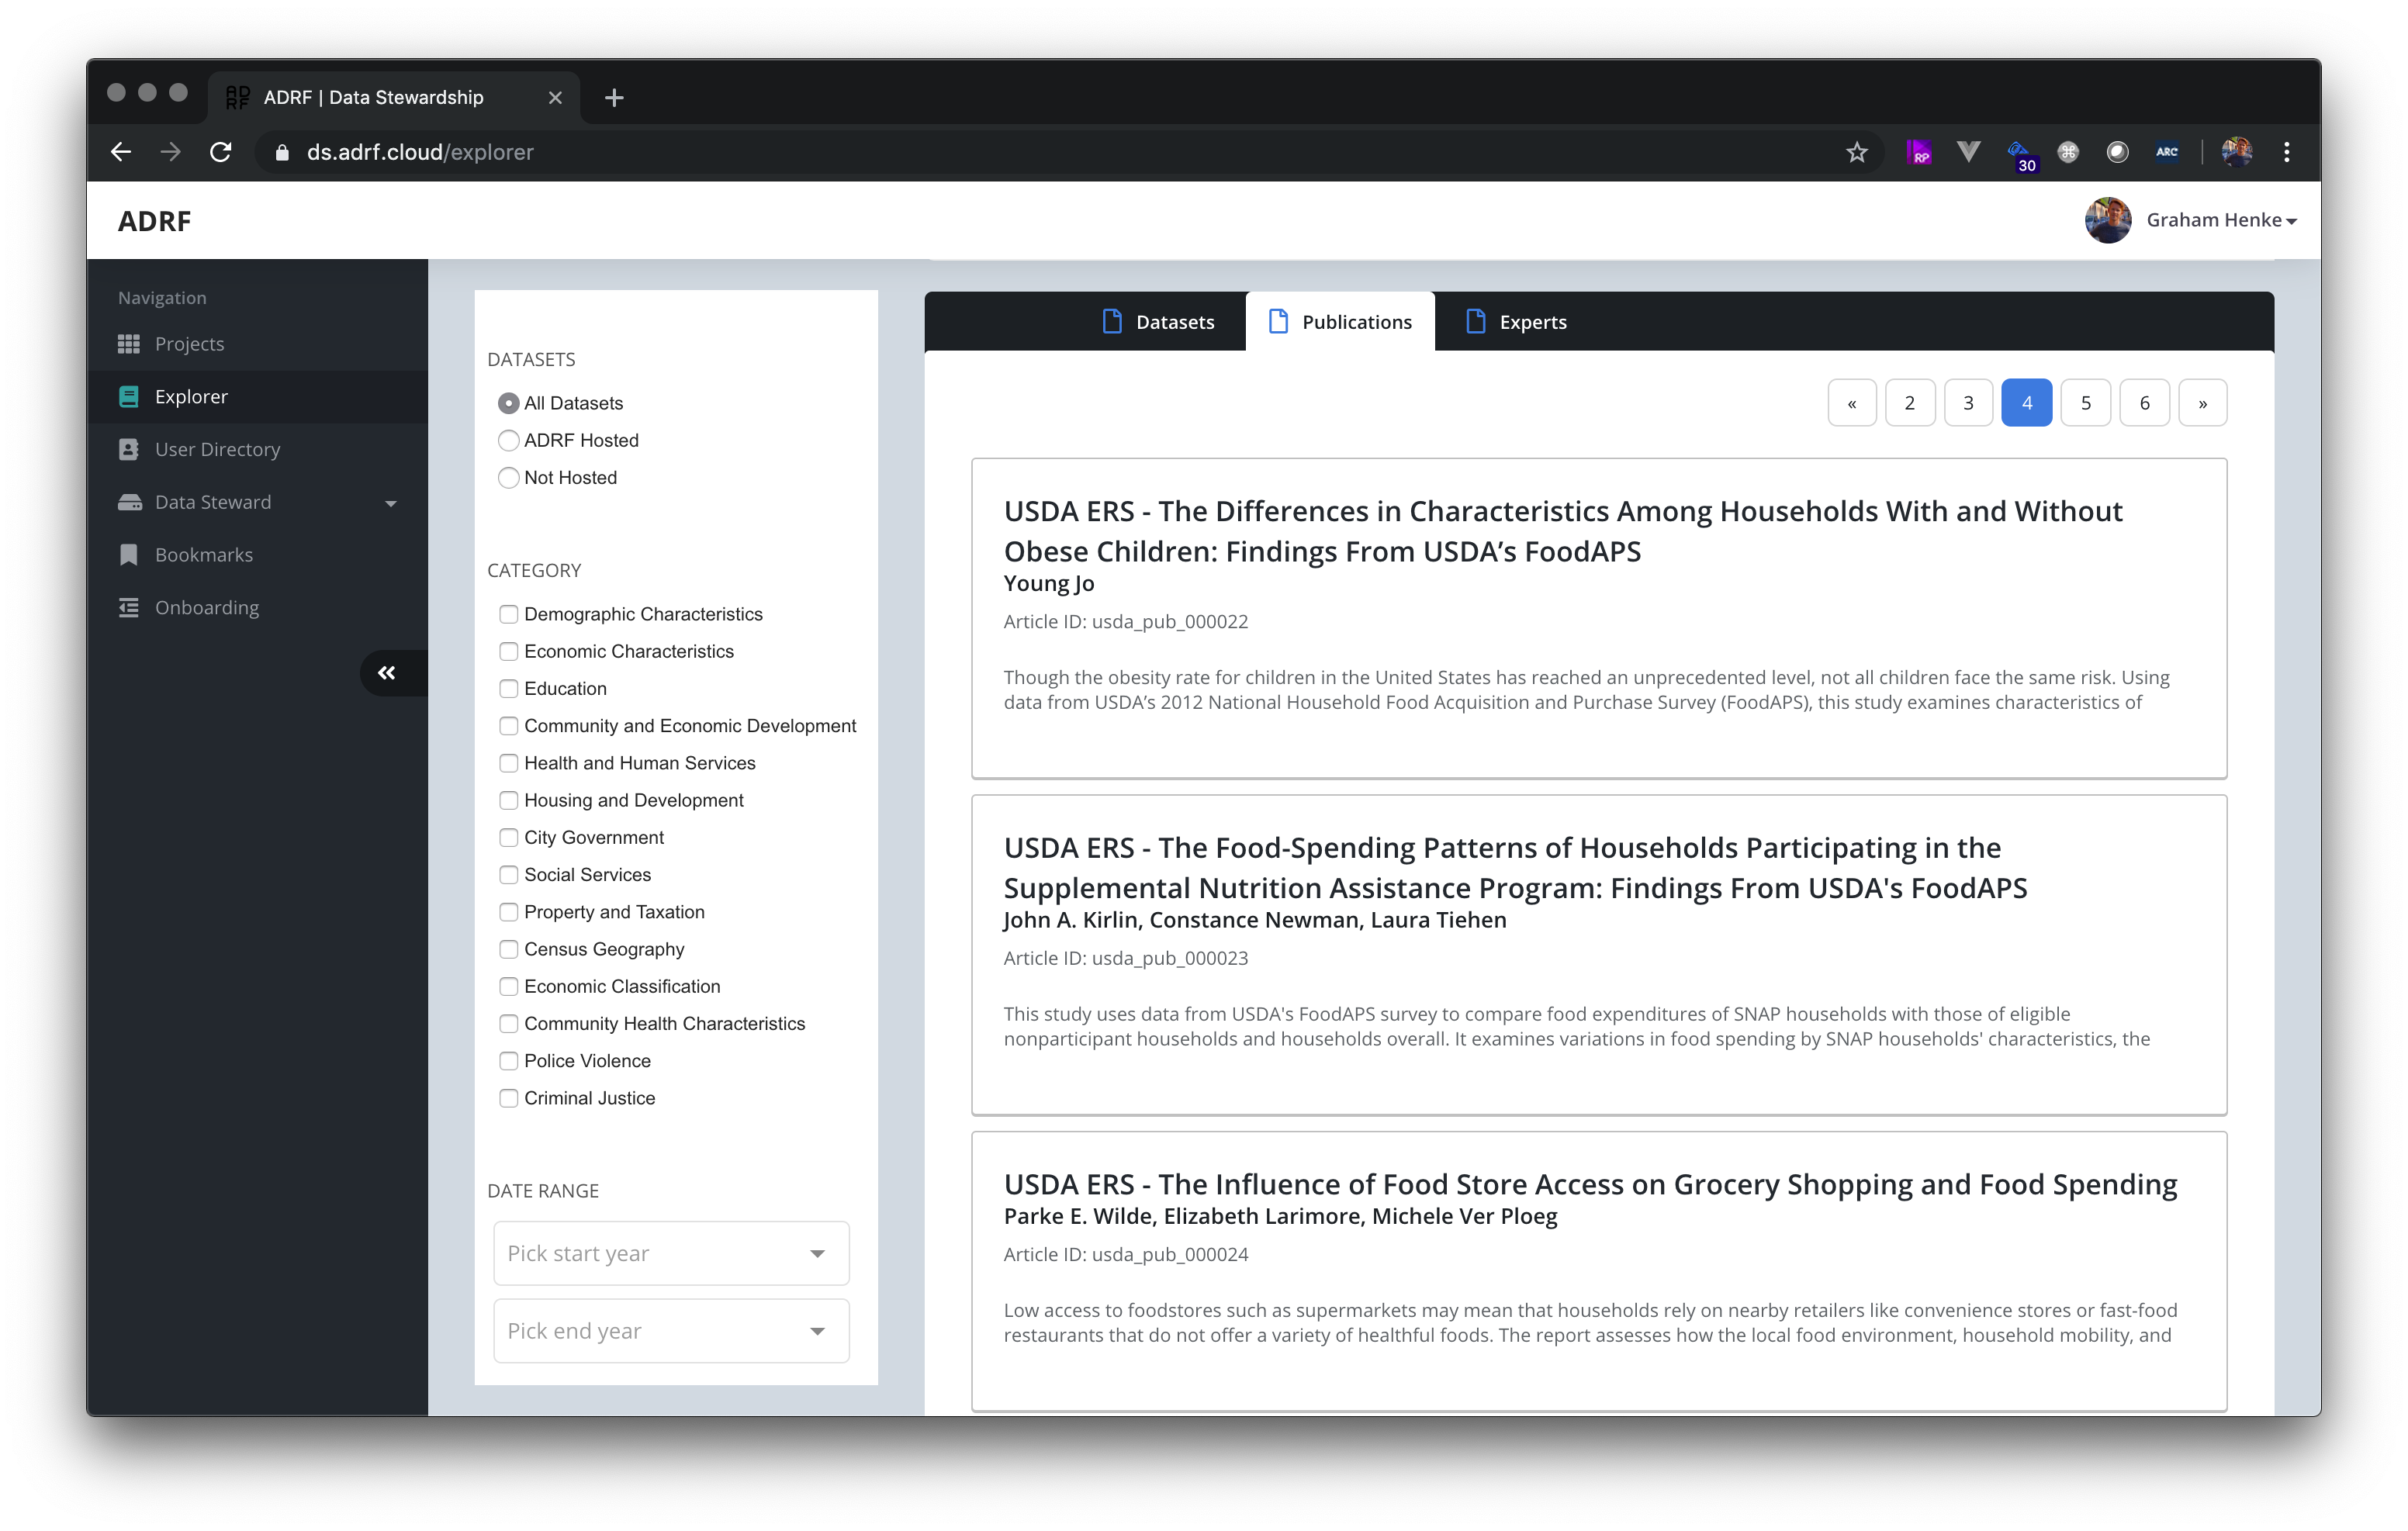 ADRF | Data Stewardship
ds.adrf.cloud/explorer
RP
30
ARC
ADRF
Graham Henke
Navigation
Projects
Explorer
User Directory
Data Steward
Bookmarks
Onboarding
DATASETS
All Datasets
ADRF Hosted
Not Hosted
CATEGORY
Demographic Characteristics
Economic Characteristics
Education
Community and Economic Development
Health and Human Services
Housing and Development
City Government
Social Services
Property and Taxation
Census Geography
Economic Classification
Community Health Characteristics
Police Violence
Criminal Justice
DATE RANGE
Pick start year
Pick end year
Datasets Publications Experts
« 2 3 4 5 6 »
USDA ERS - The Differences in Characteristics Among Households With and Without
Obese Children: Findings From USDA’s FoodAPS
Young Jo
Article ID: usda_pub_000022
Though the obesity rate for children in the United States has reached an unprecedented level, not all children face the same risk. Using
data from USDA’s 2012 National Household Food Acquisition and Purchase Survey (FoodAPS), this study examines characteristics of
USDA ERS - The Food-Spending Patterns of Households Participating in the
Supplemental Nutrition Assistance Program: Findings From USDA's FoodAPS
John A. Kirlin, Constance Newman, Laura Tiehen
Article ID: usda_pub_000023
This study uses data from USDA's FoodAPS survey to compare food expenditures of SNAP households with those of eligible
nonparticipant households and households overall. It examines variations in food spending by SNAP households' characteristics, the
USDA ERS - The Influence of Food Store Access on Grocery Shopping and Food Spending
Parke E. Wilde, Elizabeth Larimore, Michele Ver Ploeg
Article ID: usda_pub_000024
Low access to foodstores such as supermarkets may mean that households rely on nearby retailers like convenience stores or fast-food
restaurants that do not offer a variety of healthful foods. The report assesses how the local food environment, household mobility, and